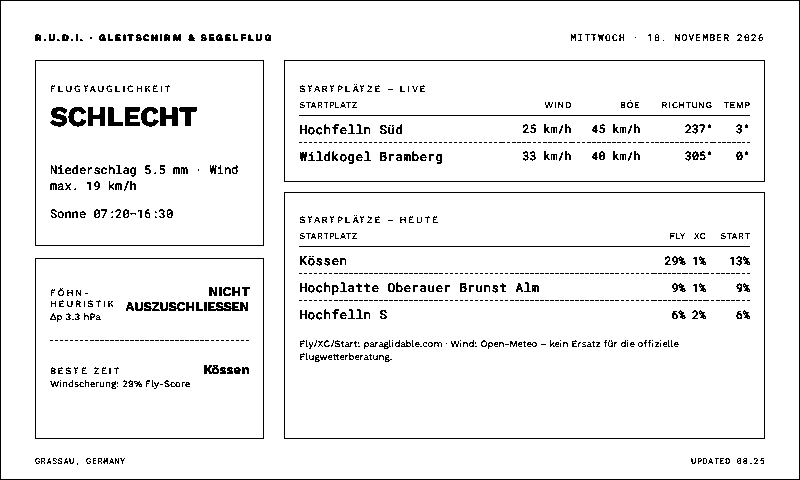 R.U.D.I. · GLEITSCHIRM & SEGELFLUG
MITTWOCH · 18. NOVEMBER 2026
FLUGTAUGLICHKEIT
SCHLECHT
Niederschlag 5.5 mm · Wind
max. 19 km/h
Sonne 07:20–16:30
FÖHN-
HEURISTIK
Δp 3.3 hPa
NICHT
AUSZUSCHLIESSEN
BESTE ZEIT
Kössen
Windscherung: 29% Fly-Score
STARTPLÄTZE – LIVE
STARTPLATZ WIND BÖE RICHTUNG TEMP
Hochfelln Süd 25 km/h 45 km/h 237° 3°
Wildkogel Bramberg 33 km/h 40 km/h 305° 0°
STARTPLÄTZE – HEUTE
STARTPLATZ FLY XC START
Kössen 29% 1% 13%
Hochplatte Oberauer Brunst Alm 9% 1% 9%
Hochfelln S 6% 2% 6%
Fly/XC/Start: paraglidable.com · Wind: Open-Meteo – kein Ersatz für die offizielle
Flugwetterberatung.
GRASSAU, GERMANY
UPDATED 08.25